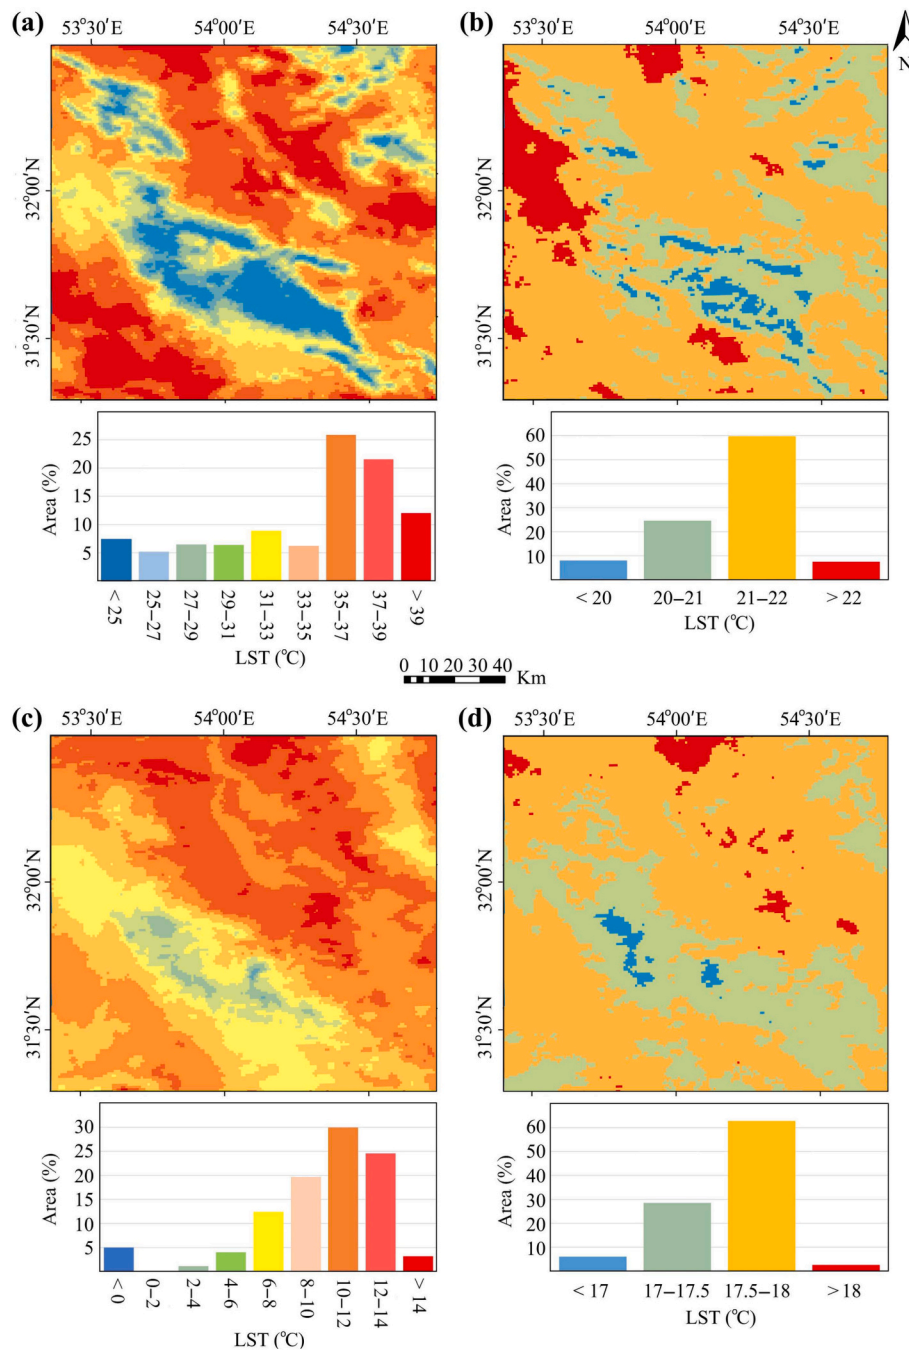 (a) 53°30′E 54°00′E 54°30′E
32°00′N
31°30′N
Area (%)
25
20
15
10
5
< 25 25–27 27–29 29–31 31–33 33–35 35–37 37–39 > 39
LST (℃)
(b) 53°30′E 54°00′E 54°30′E
N
32°00′N
31°30′N
Area (%)
60
50
40
30
20
10
< 20 20–21 21–22 > 22
LST (℃)
0 10 20 30 40 Km
(c) 53°30′E 54°00′E 54°30′E
32°00′N
31°30′N
Area (%)
30
25
20
15
10
5
< 0 0–2 2–4 4–6 6–8 8–10 10–12 12–14 > 14
LST (℃)
(d) 53°30′E 54°00′E 54°30′E
32°00′N
31°30′N
Area (%)
60
50
40
30
20
10
< 17 17–17.5 17.5–18 > 18
LST (℃)